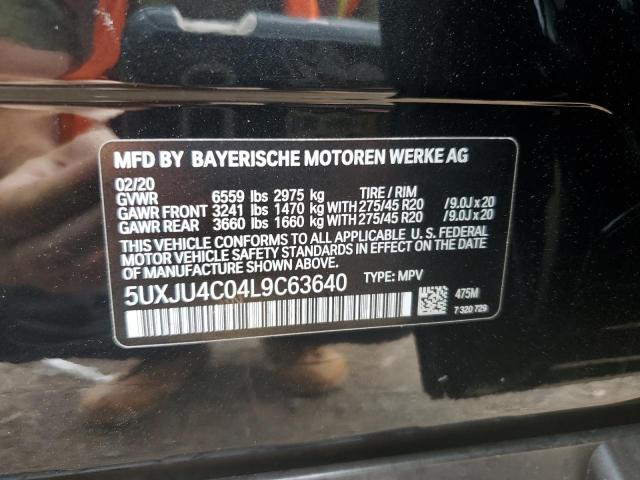 MFD BY BAYERISCHE MOTOREN WERKE AG
02/20
GVWR 6559 lbs 2975 kg TIRE / RIM
GAWR FRONT 3241 lbs 1470 kg WITH 275/45 R20 /9.0J x 20
GAWR REAR 3660 lbs 1660 kg WITH 275/45 R20 /9.0J x 20
THIS VEHICLE CONFORMS TO ALL APPLICABLE U.S. FEDERAL
MOTOR VEHICLE SAFETY STANDARDS IN EFFECT ON THE
DATE OF MANUFACTURE SHOWN ABOVE.
5UXJU4C04L9C63640 TYPE: MPV
475M
7 320 729